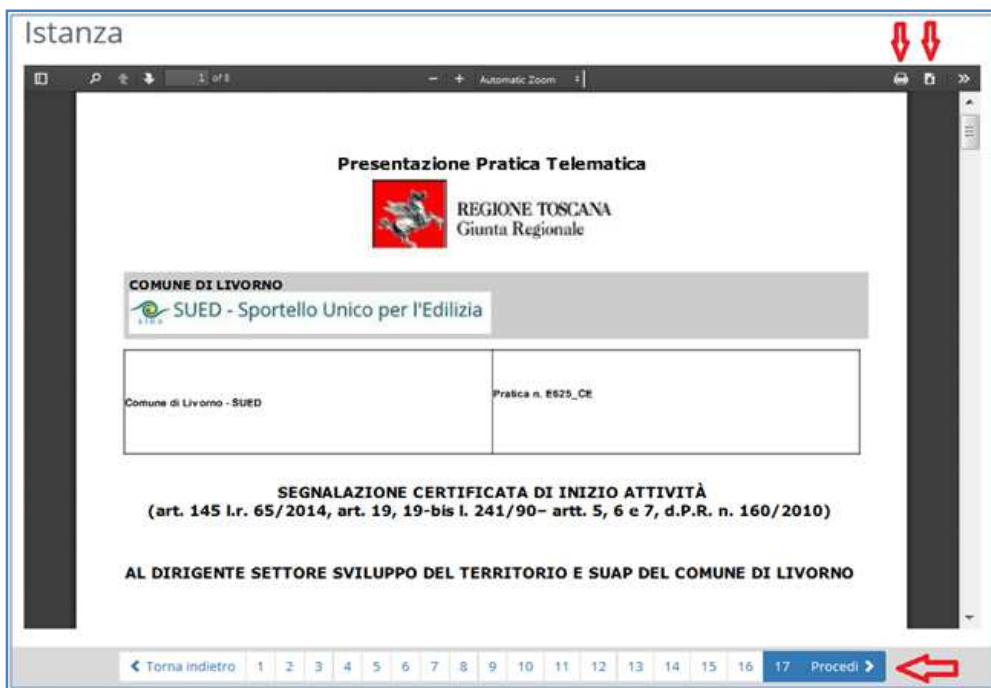 Istanza
1 of 8
Automatic Zoom
Presentazione Pratica Telematica
REGIONE TOSCANA
Giunta Regionale
COMUNE DI LIVORNO
SUED - Sportello Unico per l'Edilizia
Comune di Livorno - SUED
Pratica n. E625_CE
SEGNALAZIONE CERTIFICATA DI INIZIO ATTIVITÀ
(art. 145 l.r. 65/2014, art. 19, 19-bis l. 241/90– artt. 5, 6 e 7, d.P.R. n. 160/2010)
AL DIRIGENTE SETTORE SVILUPPO DEL TERRITORIO E SUAP DEL COMUNE DI LIVORNO
Torna indietro 1 2 3 4 5 6 7 8 9 10 11 12 13 14 15 16 17 Procedi